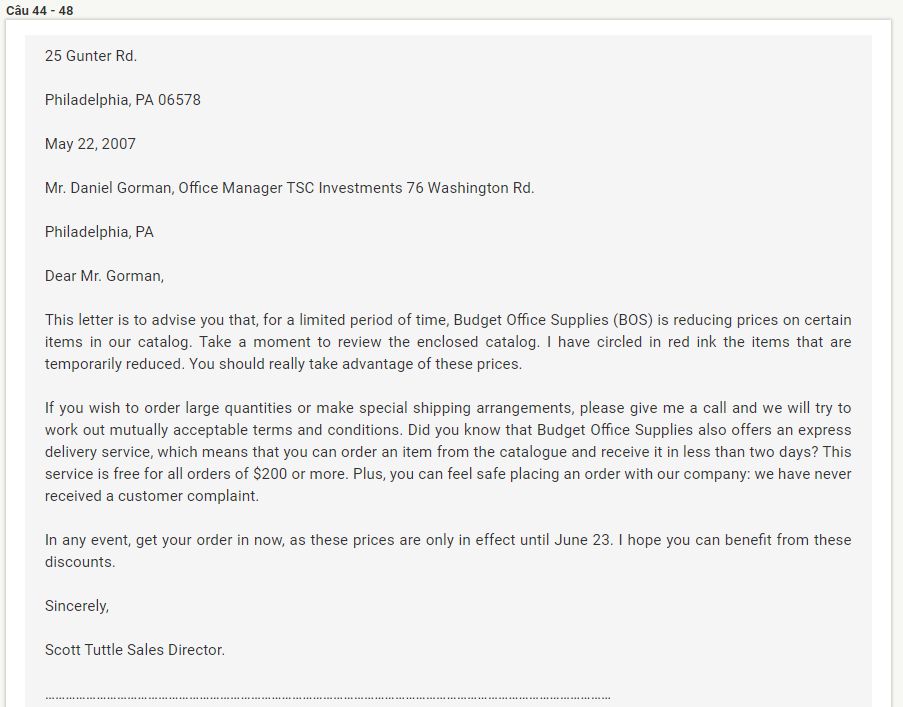 Câu 44 - 48
25 Gunter Rd.
Philadelphia, PA 06578
May 22, 2007
Mr. Daniel Gorman, Office Manager TSC Investments 76 Washington Rd.
Philadelphia, PA
Dear Mr. Gorman,
This letter is to advise you that, for a limited period of time, Budget Office Supplies (BOS) is reducing prices on certain
items in our catalog. Take a moment to review the enclosed catalog. I have circled in red ink the items that are
temporarily reduced. You should really take advantage of these prices.
If you wish to order large quantities or make special shipping arrangements, please give me a call and we will try to
work out mutually acceptable terms and conditions. Did you know that Budget Office Supplies also offers an express
delivery service, which means that you can order an item from the catalogue and receive it in less than two days? This
service is free for all orders of $200 or more. Plus, you can feel safe placing an order with our company: we have never
received a customer complaint.
In any event, get your order in now, as these prices are only in effect until June 23. I hope you can benefit from these
discounts.
Sincerely,
Scott Tuttle Sales Director.
……………………………………………………………………………………………………………………………………………………